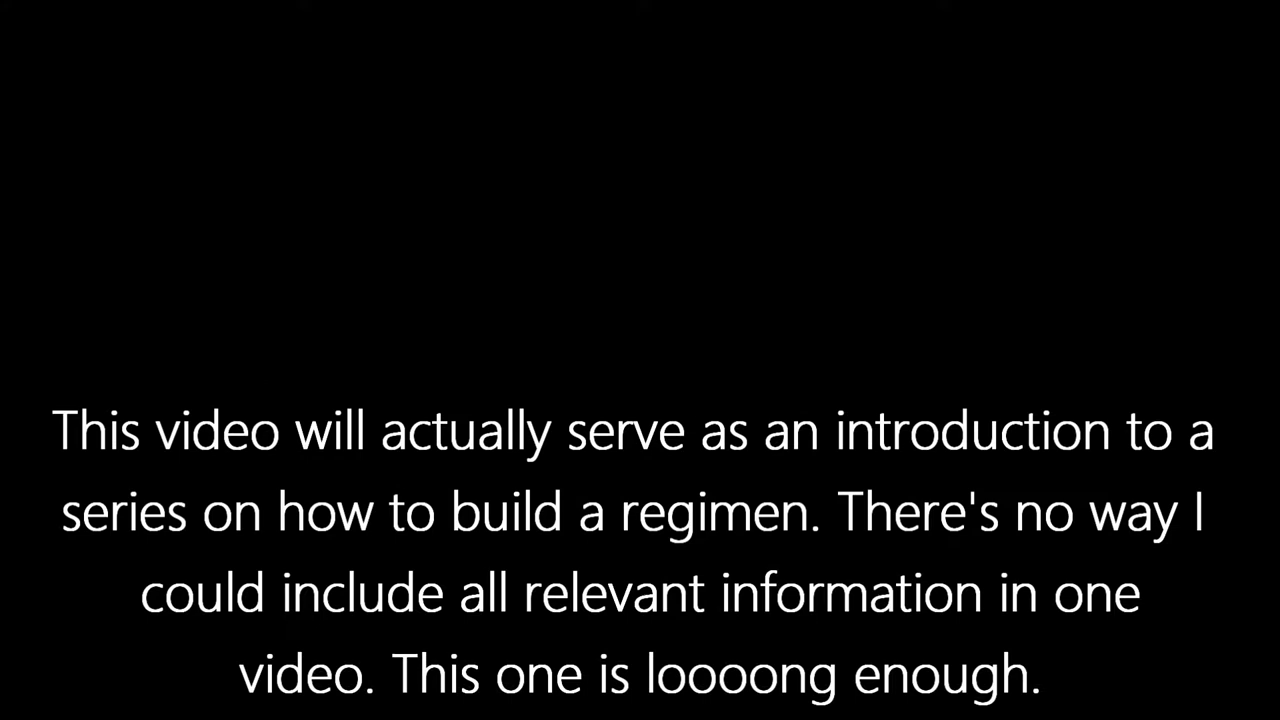 This video will actually serve as an introduction to a
series on how to build a regimen. There's no way I
could include all relevant information in one
video. This one is loooong enough.